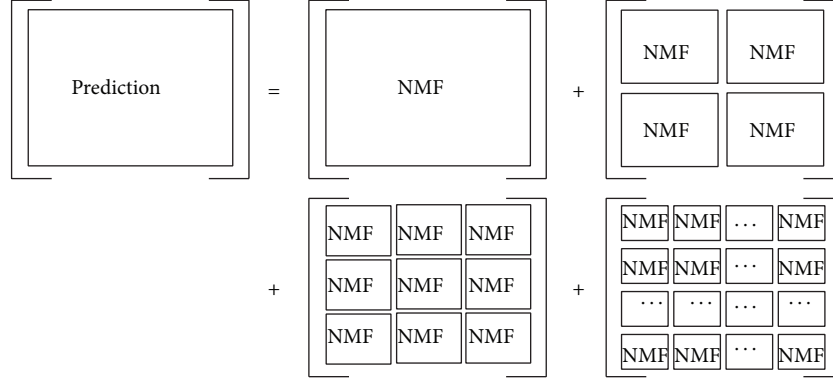 Prediction = NMF + NMF NMF
NMF NMF
+ NMF NMF NMF
NMF NMF NMF
NMF NMF NMF
+ NMF NMF ... NMF
NMF NMF ... NMF
... ... ... ...
NMF NMF ... NMF